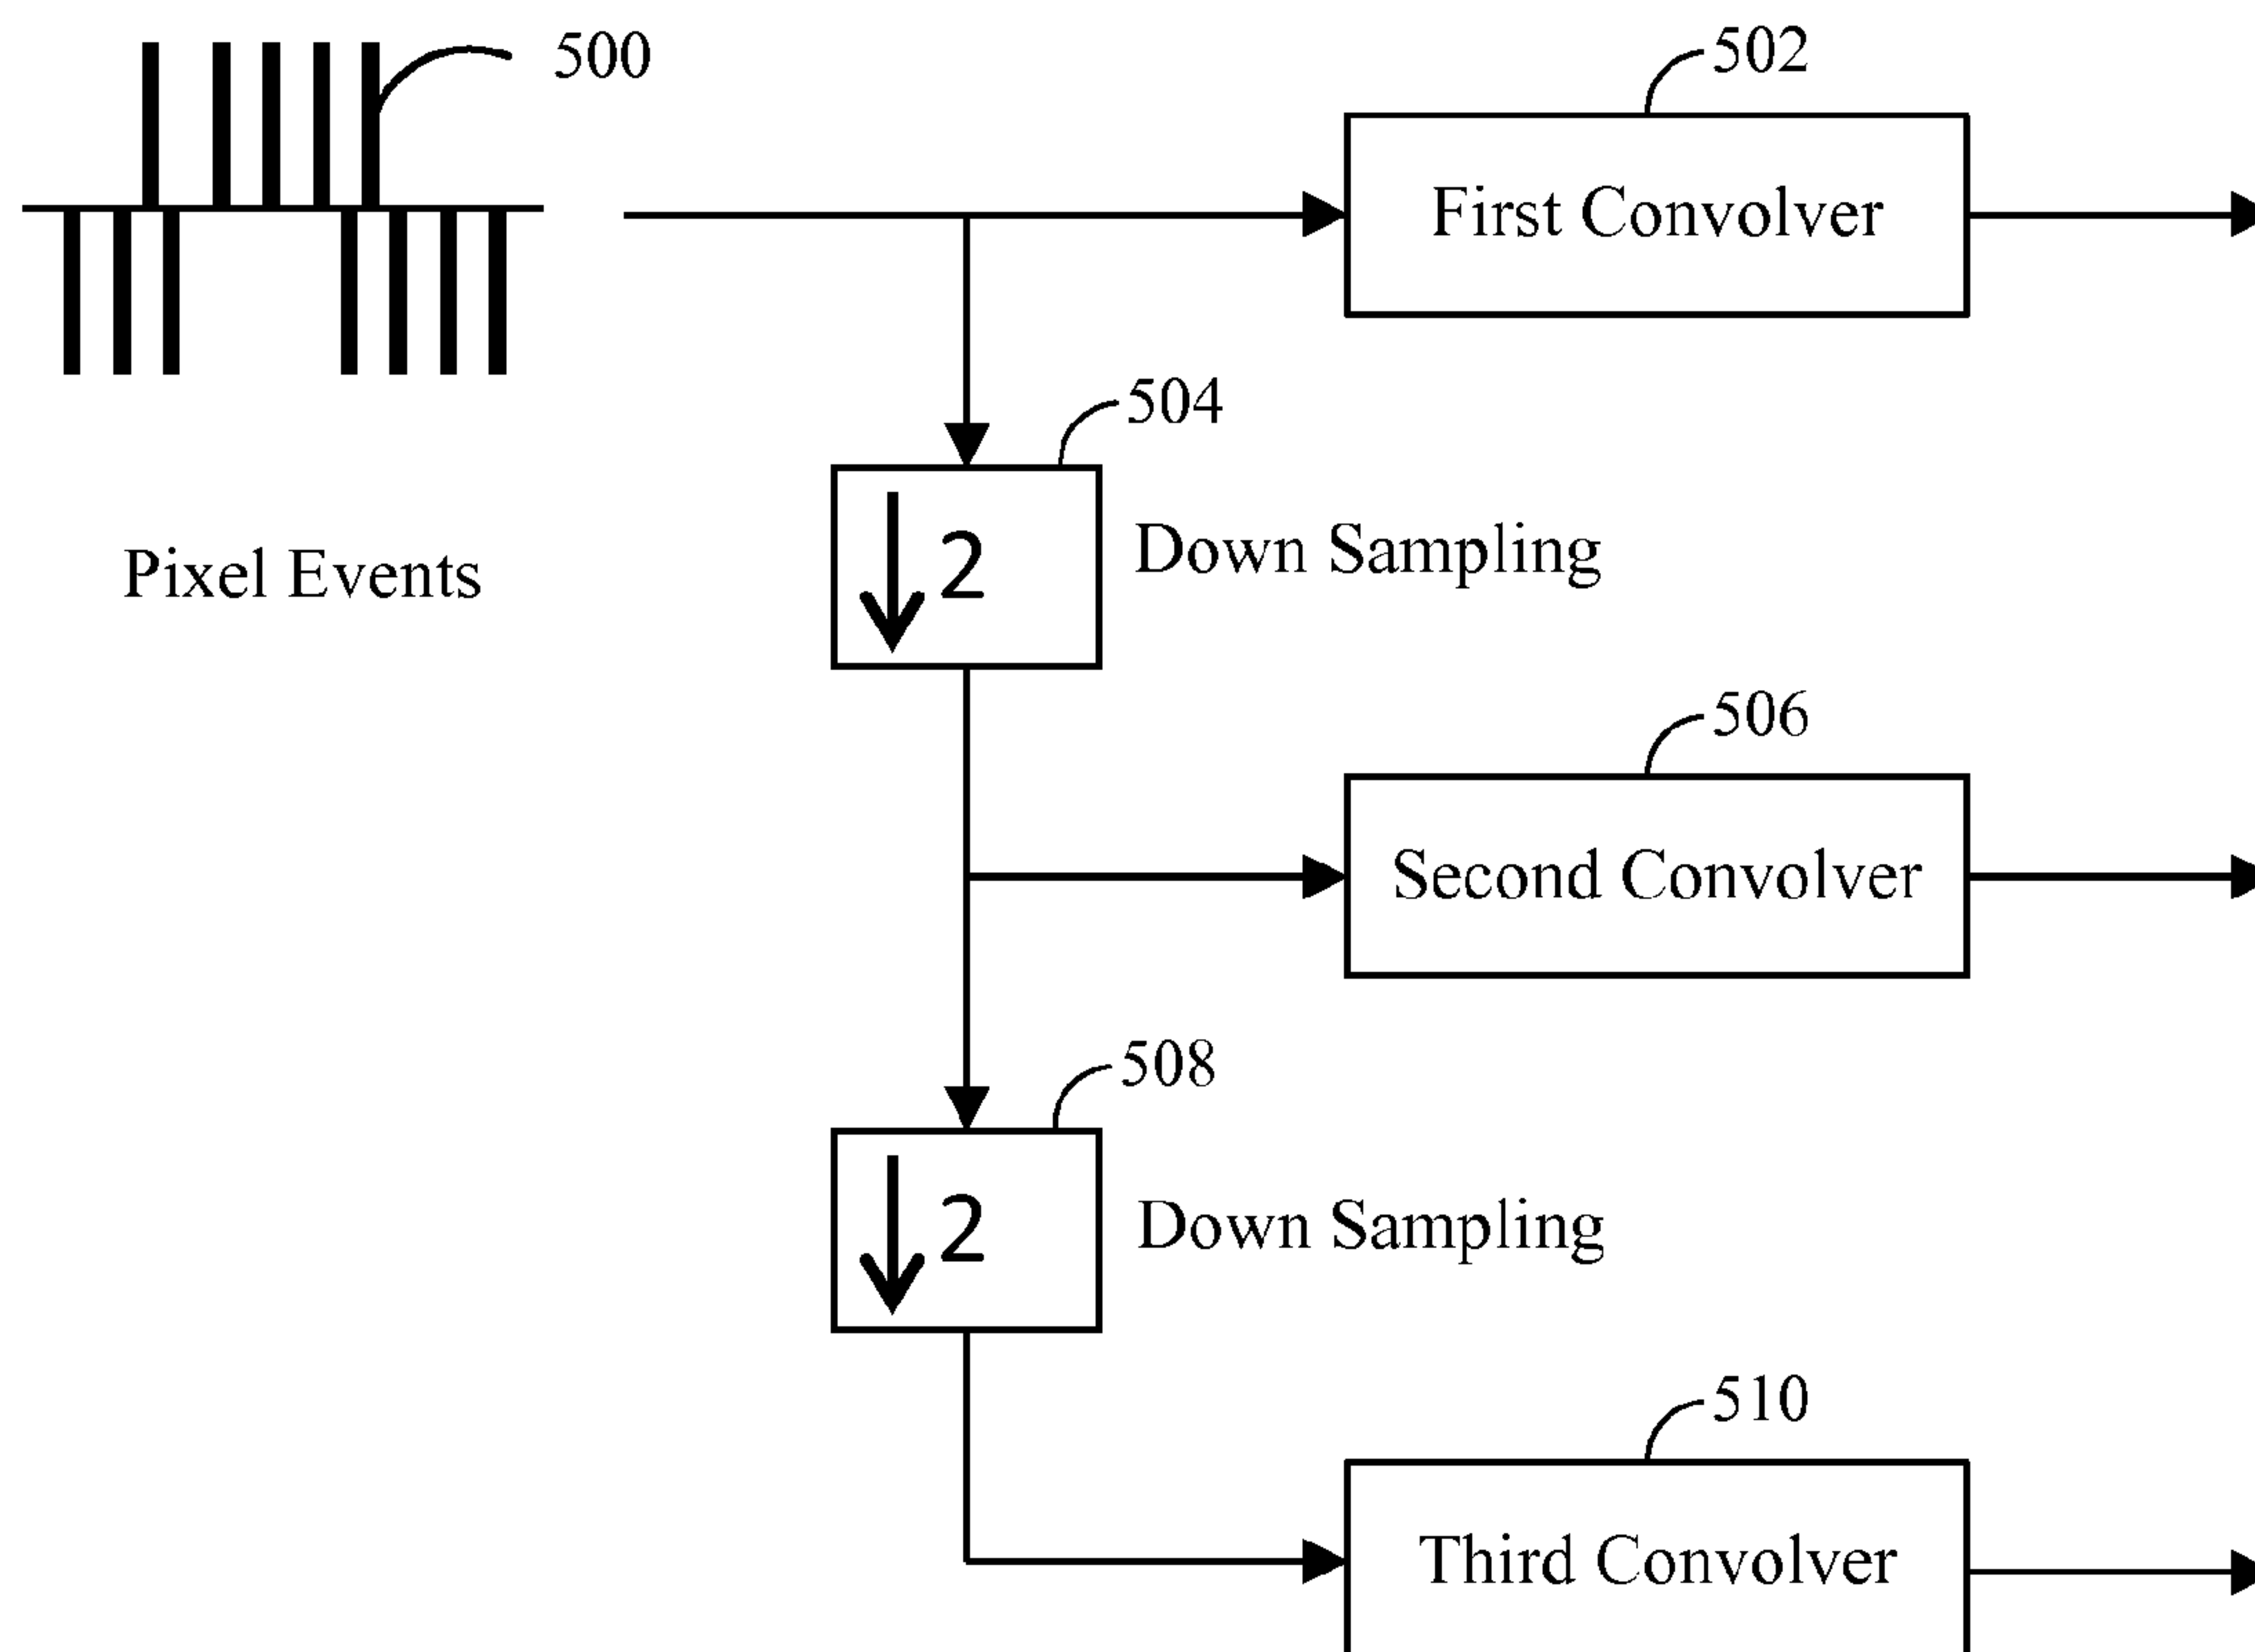 500
502
First Convolver
504
2
Down Sampling
Pixel Events
506
Second Convolver
508
2
Down Sampling
510
Third Convolver